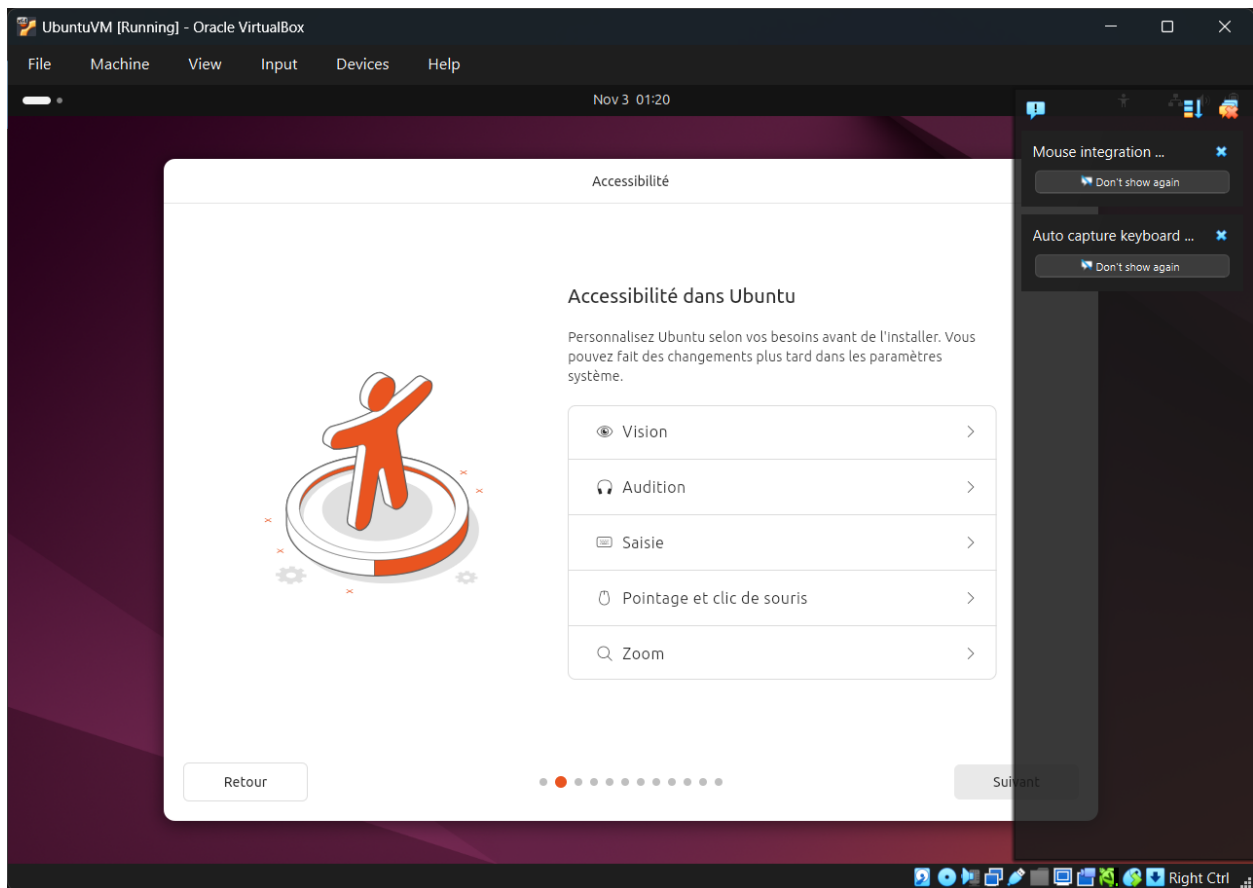 UbuntuVM [Running] - Oracle VirtualBox
File Machine View Input Devices Help
Nov 3 01:20
Mouse integration ...
Don't show again
Auto capture keyboard ...
Don't show again
Accessibilité
Accessibilité dans Ubuntu
Personnalisez Ubuntu selon vos besoins avant de l'installer. Vous
pouvez fait des changements plus tard dans les paramètres
système.
Vision
Audition
Saisie
Pointage et clic de souris
Zoom
Retour
Suivant
Right Ctrl